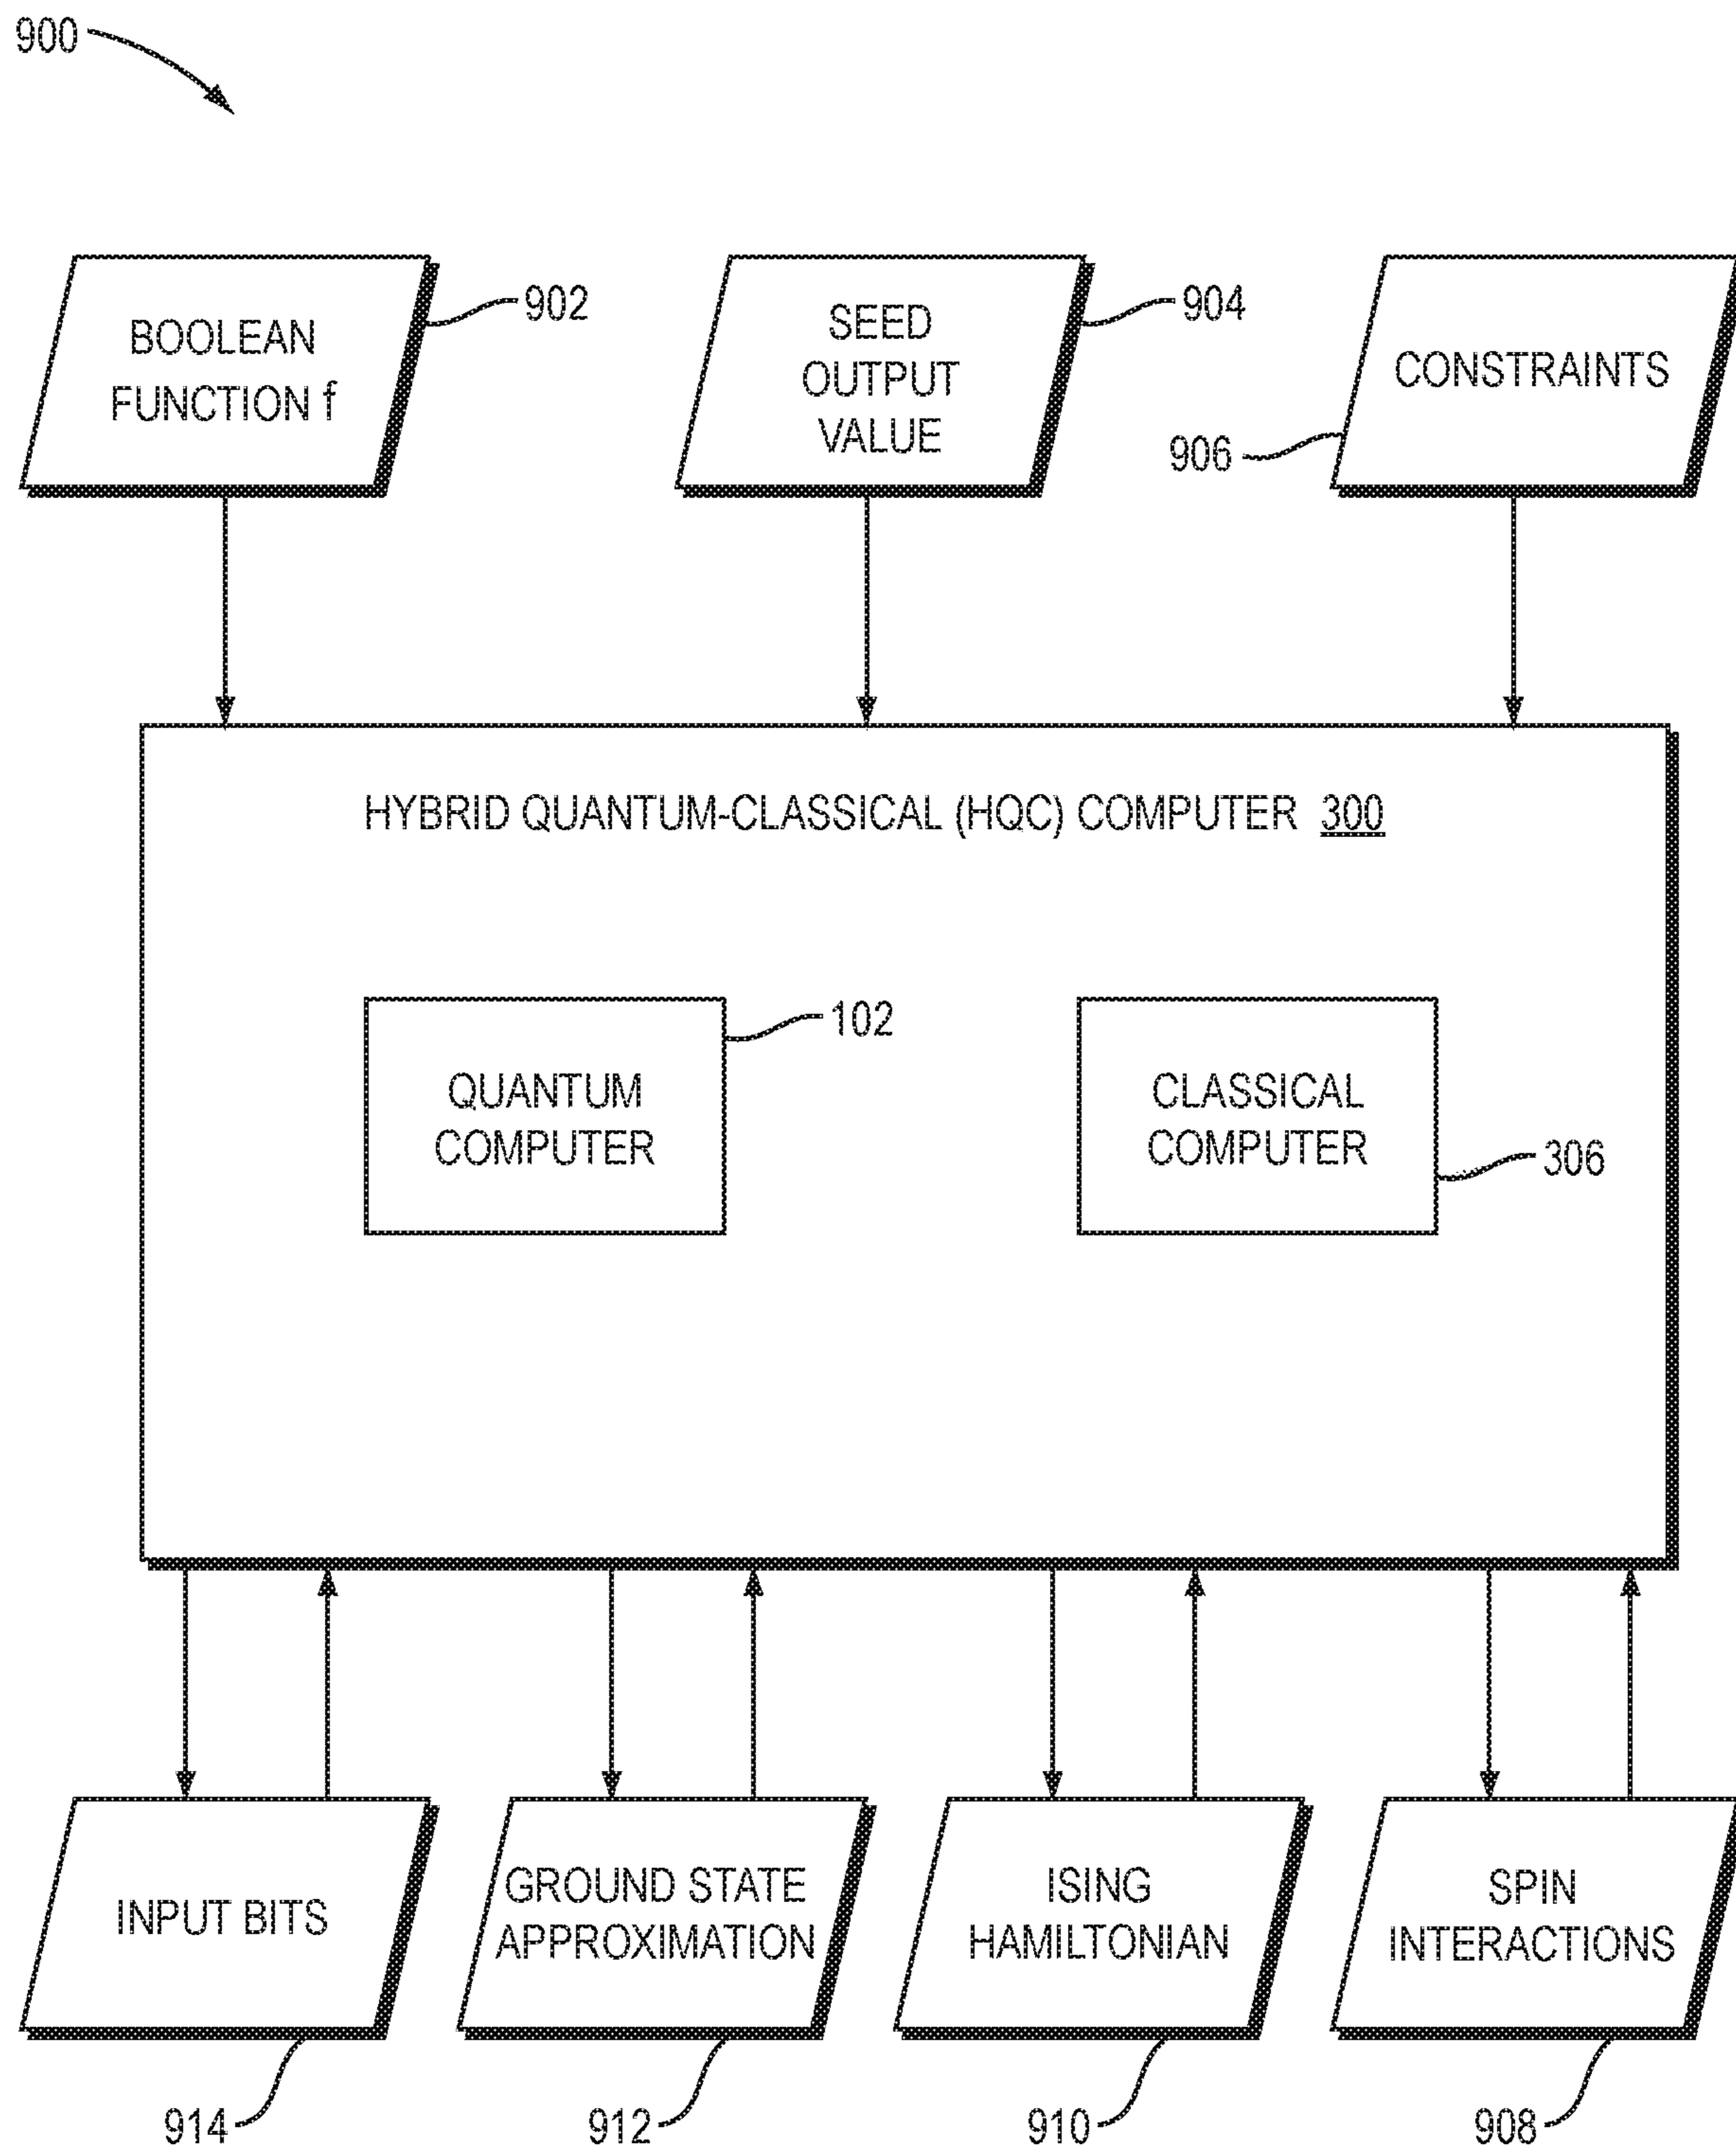 900
BOOLEAN
FUNCTION f
902
SEED
OUTPUT
VALUE
904
CONSTRAINTS
906
HYBRID QUANTUM-CLASSICAL (HQC) COMPUTER 300
QUANTUM
COMPUTER
102
CLASSICAL
COMPUTER
306
INPUT BITS
GROUND STATE
APPROXIMATION
ISING
HAMILTONIAN
SPIN
INTERACTIONS
914
912
910
908